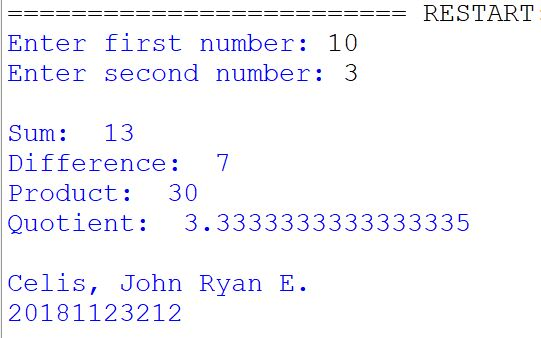 ========================== RESTART:
Enter first number: 10
Enter second number: 3
Sum:  13
Difference:  7
Product:  30
Quotient:  3.3333333333333335
Celis, John Ryan E.
20181123212